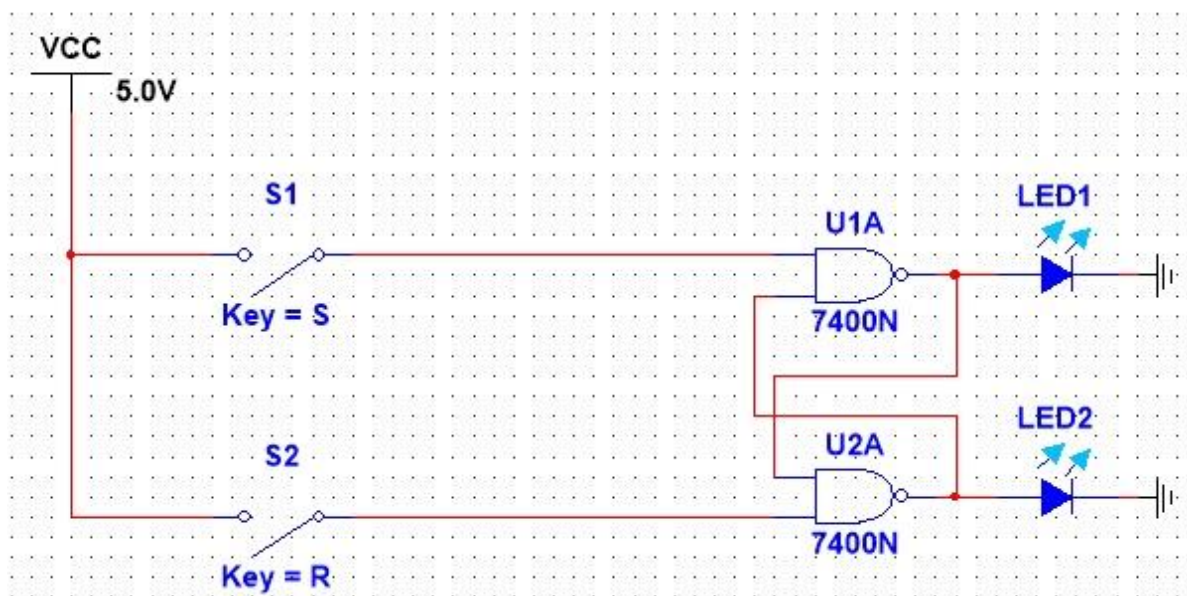 VCC
5.0V
S1
Key = S
U1A
7400N
LED1
S2
Key = R
U2A
7400N
LED2